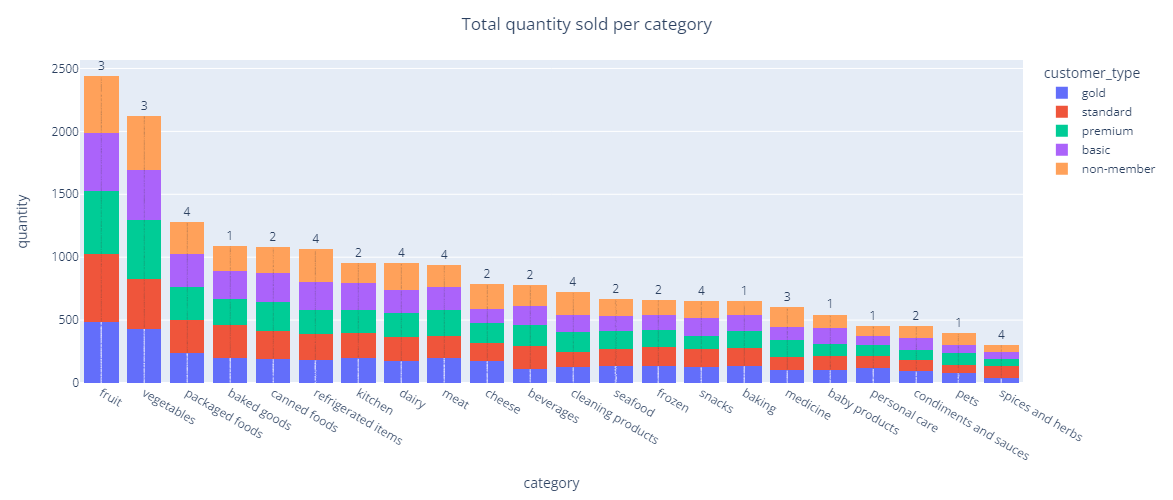 Total quantity sold per category
customer_type
gold
standard
premium
basic
non-member
quantity
2500
2000
1500
1000
500
0
3
3
4
1
2
4
2
4
4
2
2
4
2
2
4
1
3
1
1
2
1
4
fruit
vegetables
packaged foods
baked goods
canned foods
refrigerated items
kitchen
dairy
meat
cheese
beverages
cleaning products
seafood
frozen
snacks
baking
medicine
baby products
personal care
condiments and sauces
pets
spices and herbs
category